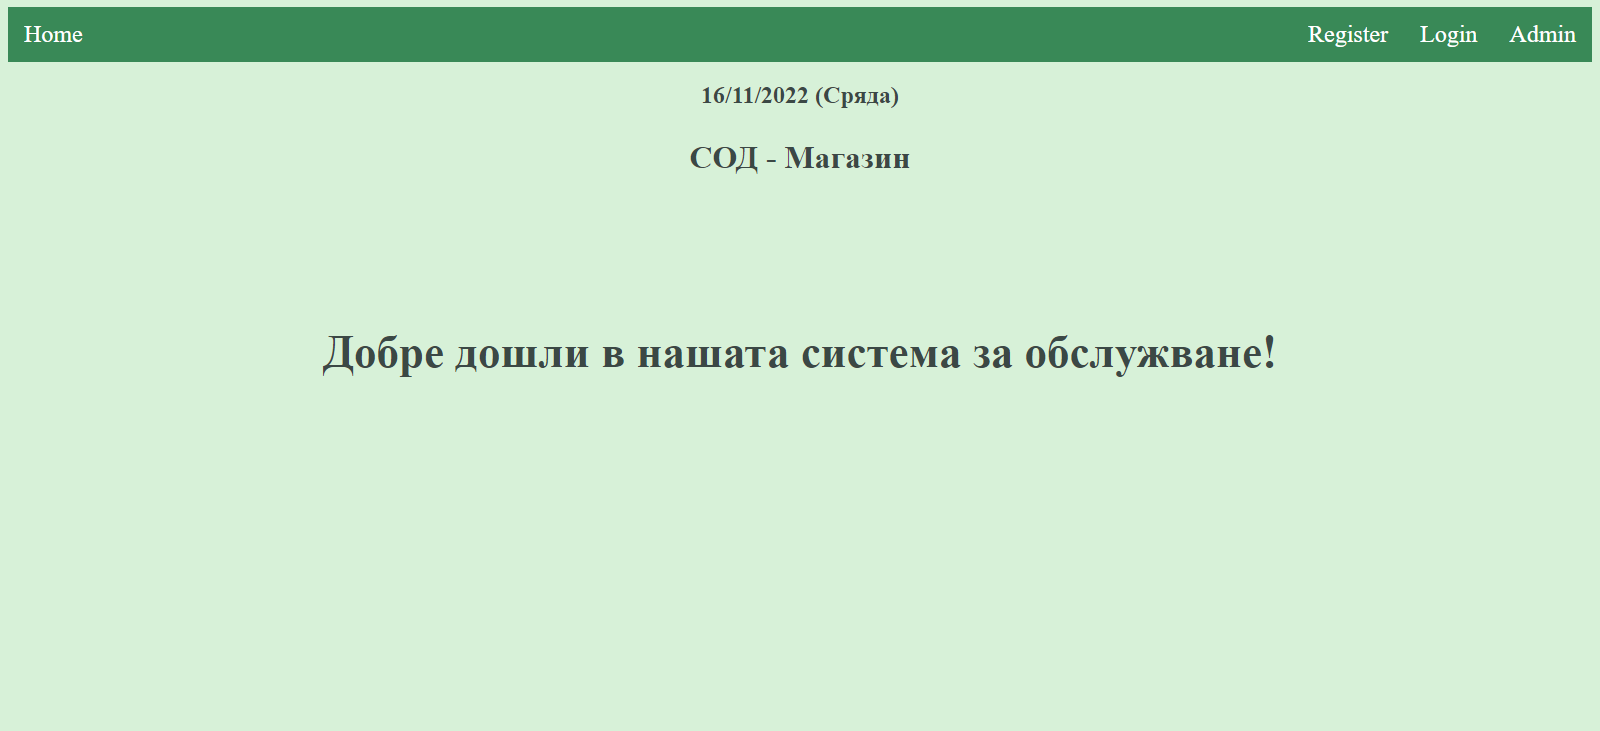 Home Register Login Admin
16/11/2022 (Сряда)
СОД - Магазин
Добре дошли в нашата система за обслужване!